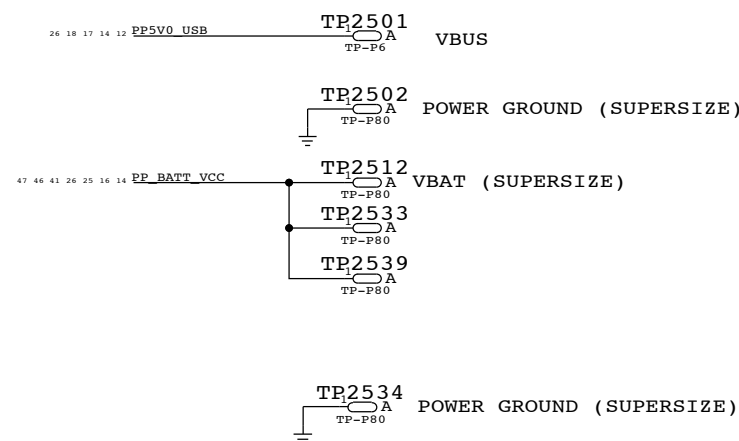 TP2501
26 18 17 14 12 PP5V0_USB 1 A VBUS
TP-P6
TP2502
1 A POWER GROUND (SUPERSIZE)
TP-P80
TP2512
47 46 41 26 25 16 14 PP_BATT_VCC 1 A VBAT (SUPERSIZE)
TP-P80
TP2533
1 A
TP-P80
TP2539
1 A
TP-P80
TP2534
1 A POWER GROUND (SUPERSIZE)
TP-P80